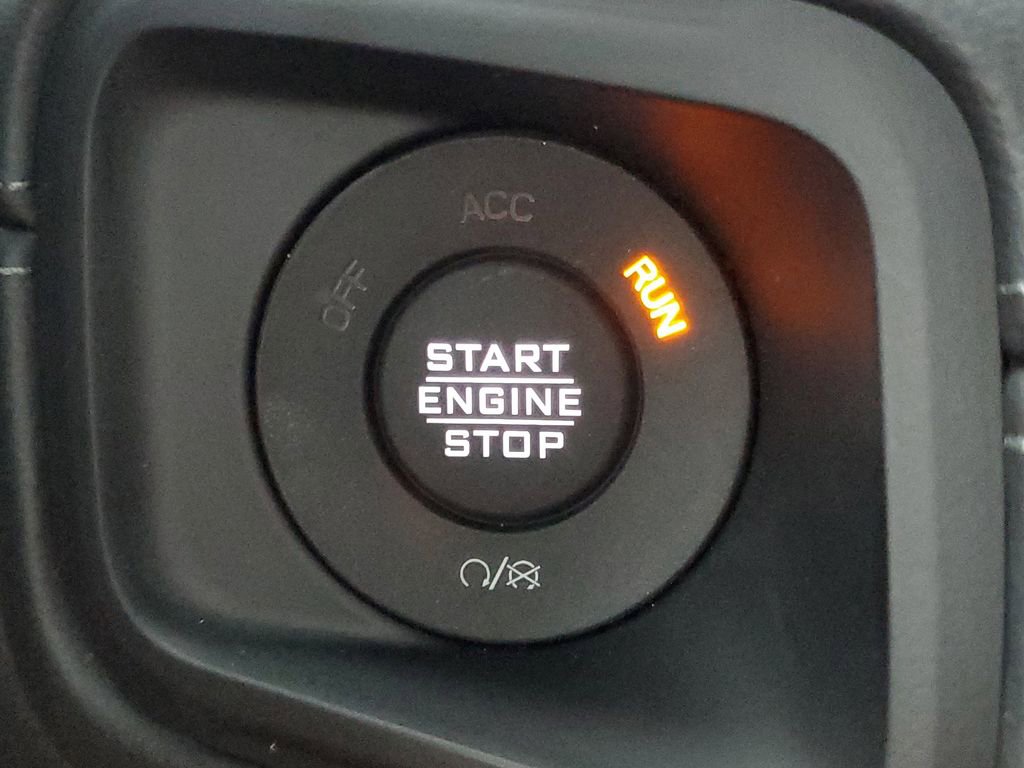 ACC
OFF
RUN
START
ENGINE
STOP